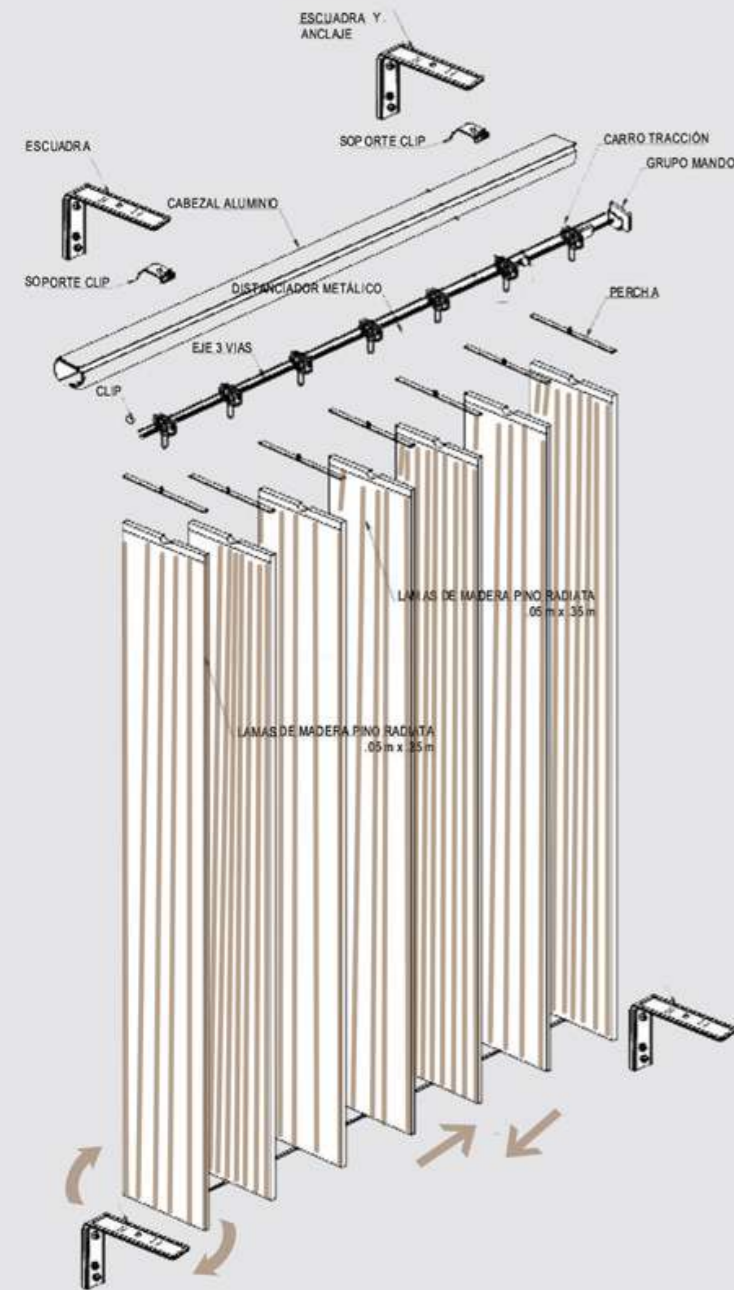 ESCUADRA Y
ANCLAJE
SOPORTE CLIP
CARRO TRACCIÓN
ESCUADRA
GRUPO MANDO
CABEZAL ALUMINIO
SOPORTE CLIP
DISTANCIADOR METÁLICO
PERCHA
EJE 3 VIAS
CLIP
LAMAS DE MADERA PINO RADIATA
.05 m x .35 m
LAMAS DE MADERA PINO RADIATA
.05 m x .35 m